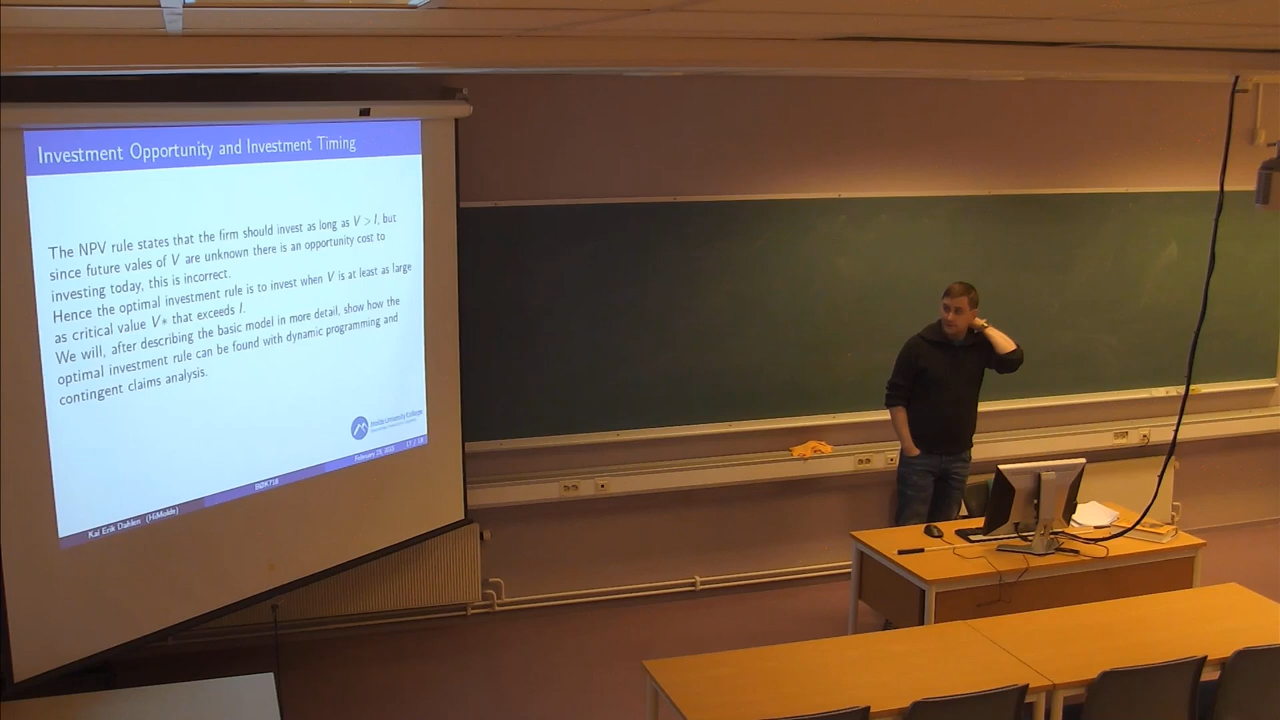 Investment Opportunity and Investment Timing
The NPV rule states that the firm should invest as long as V > I, but
since future vales of V are unknown there is an opportunity cost to
investing today, this is incorrect.
Hence the optimal investment rule is to invest when V is at least as large
as critical value V* that exceeds I.
We will, after describing the basic model in more detail, show how the
optimal investment rule can be found with dynamic programming and
contingent claims analysis.
Molde University College
Kai Erik Dahlen (HiMolde)
BØK718